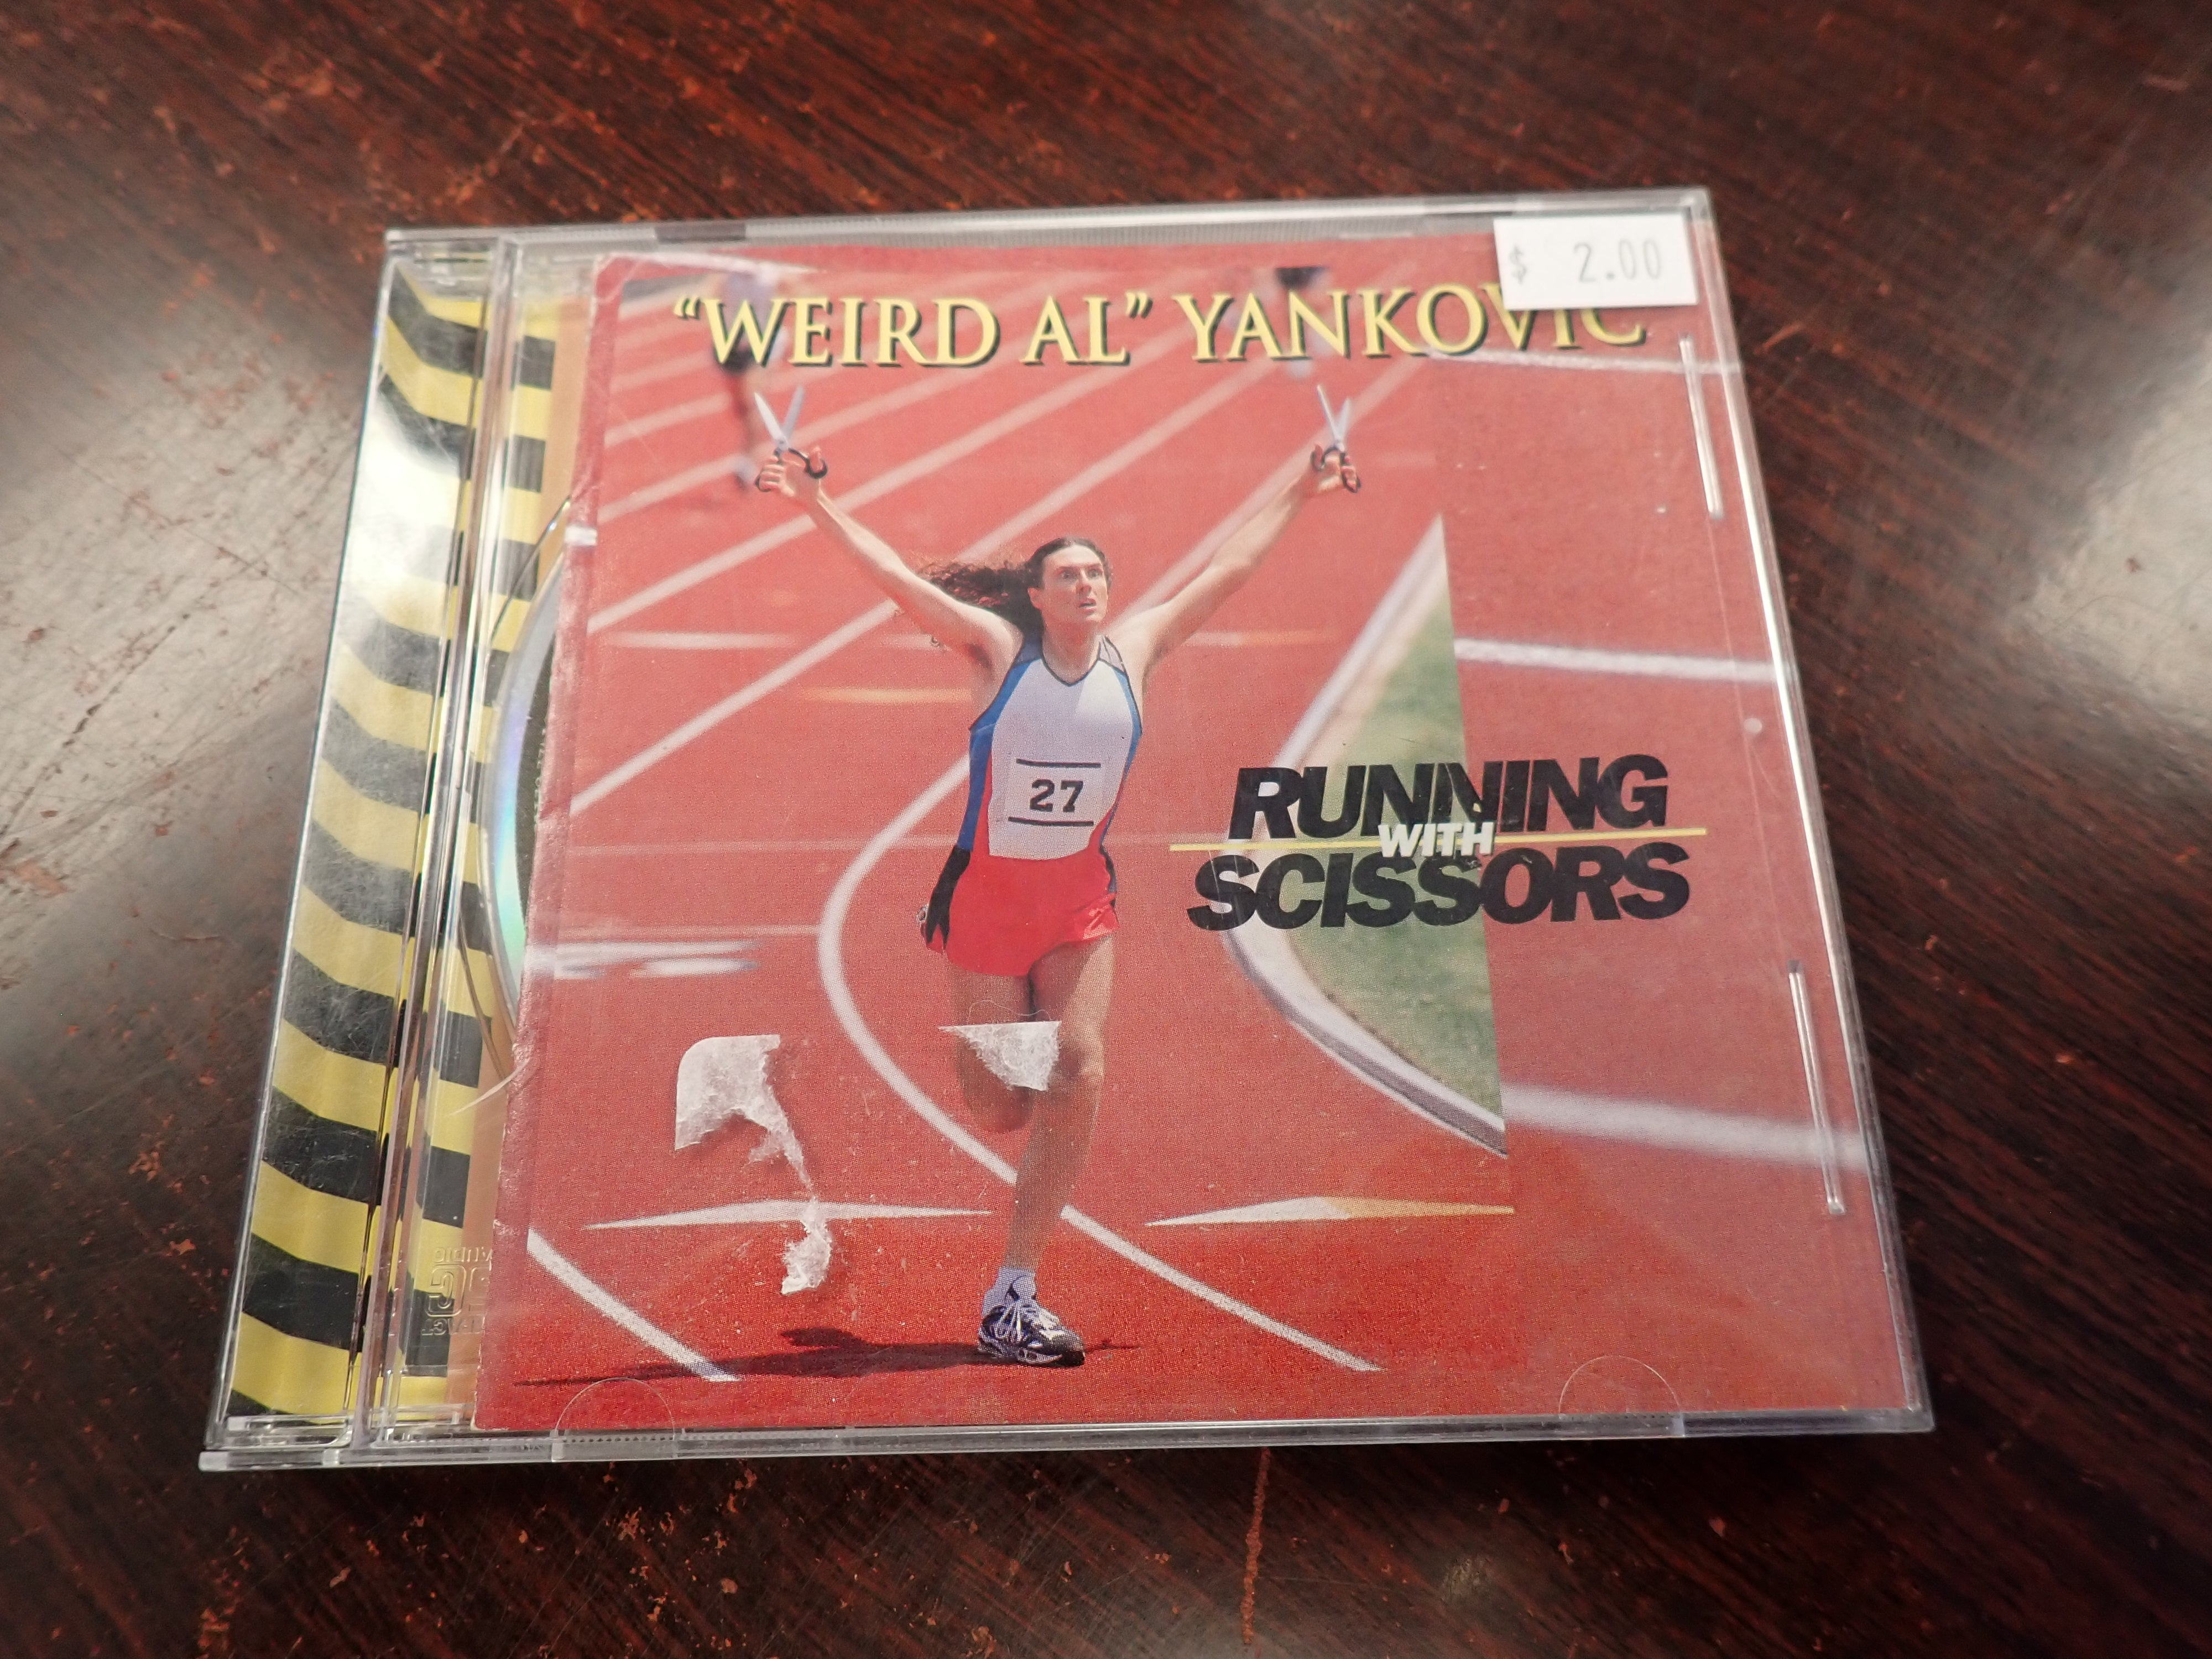 $ 2.00
"WEIRD AL" YANKOVIC
27
RUNNING
WITH
SCISSORS